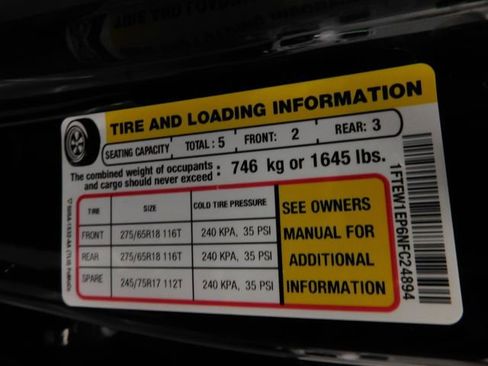 TIRE AND LOADING INFORMATION
SEATING CAPACITY TOTAL: 5 FRONT: 2 REAR: 3
The combined weight of occupants and cargo should never exceed : 746 kg or 1645 lbs.
TIRE SIZE COLD TIRE PRESSURE
FRONT 275/65R18 116T 240 KPA, 35 PSI
REAR 275/65R18 116T 240 KPA, 35 PSI
SPARE 245/75R17 112T 240 KPA, 35 PSI
SEE OWNERS
MANUAL FOR
ADDITIONAL
INFORMATION
1FTEW1EP6NFC24894